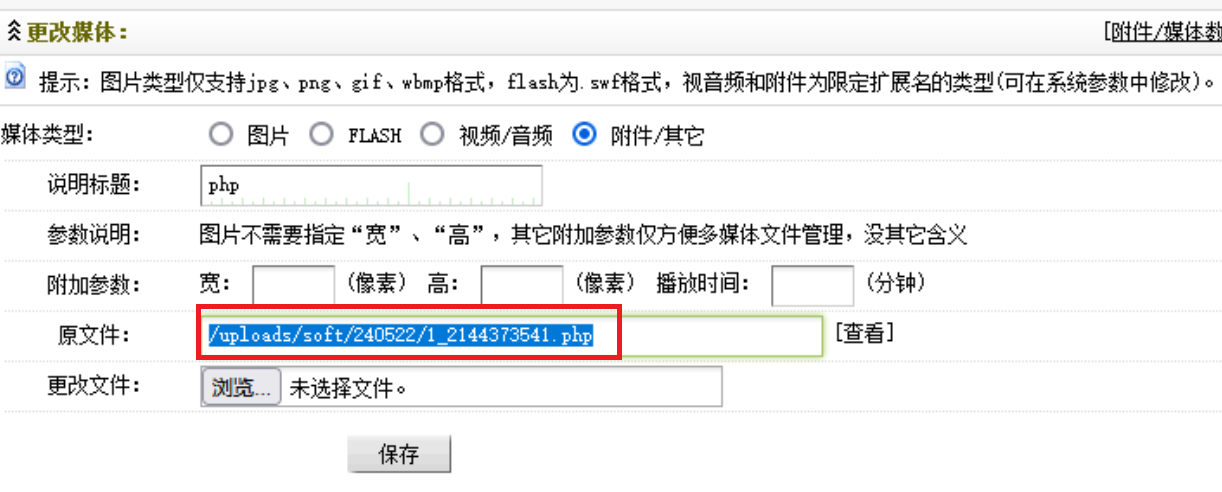 更改媒体：
[附件/媒体数
提示：图片类型仅支持jpg、png、gif、wbmp格式，flash为.swf格式，视音频和附件为限定扩展名的类型(可在系统参数中修改)。
媒体类型： 图片 FLASH 视频/音频 附件/其它
说明标题： php
参数说明： 图片不需要指定“宽”、“高”，其它附加参数仅方便多媒体文件管理，没其它含义
附加参数： 宽： (像素) 高： (像素) 播放时间： (分钟)
原文件： /uploads/soft/240522/1_2144373541.php [查看]
更改文件： 浏览... 未选择文件。
保存